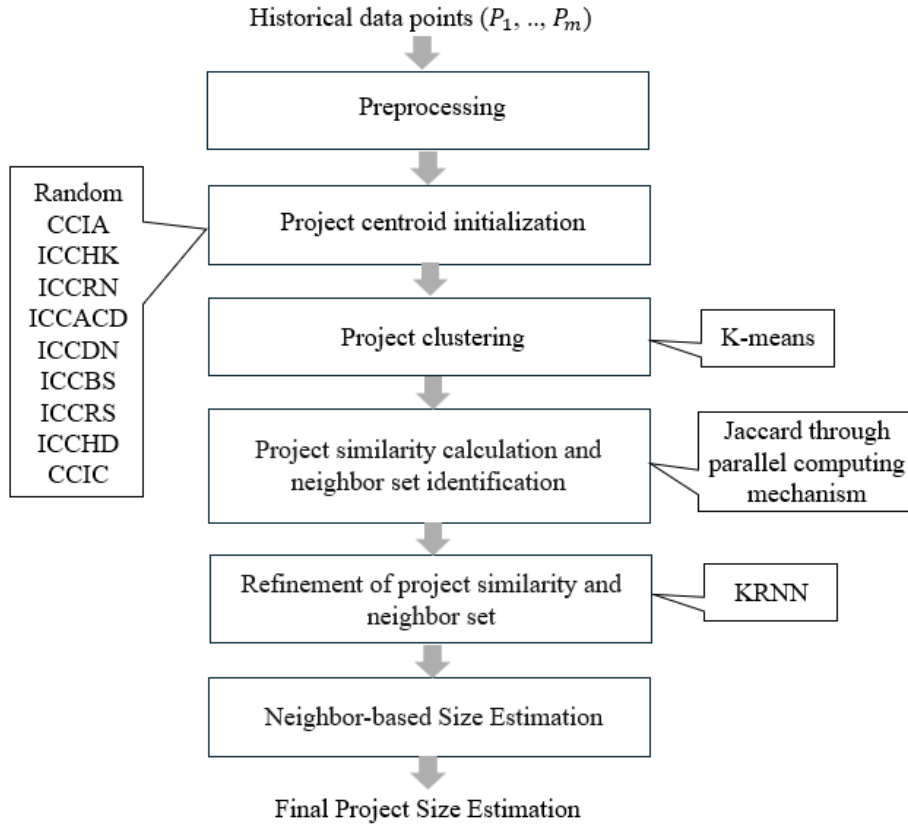 Historical data points (P₁, .., Pₘ)
Preprocessing
Project centroid initialization
Random
CCIA
ICCHK
ICCRN
ICCACD
ICCDN
ICCBS
ICCRS
ICCHD
CCIC
Project clustering
K-means
Project similarity calculation and
neighbor set identification
Jaccard through
parallel computing
mechanism
Refinement of project similarity and
neighbor set
KRNN
Neighbor-based Size Estimation
Final Project Size Estimation